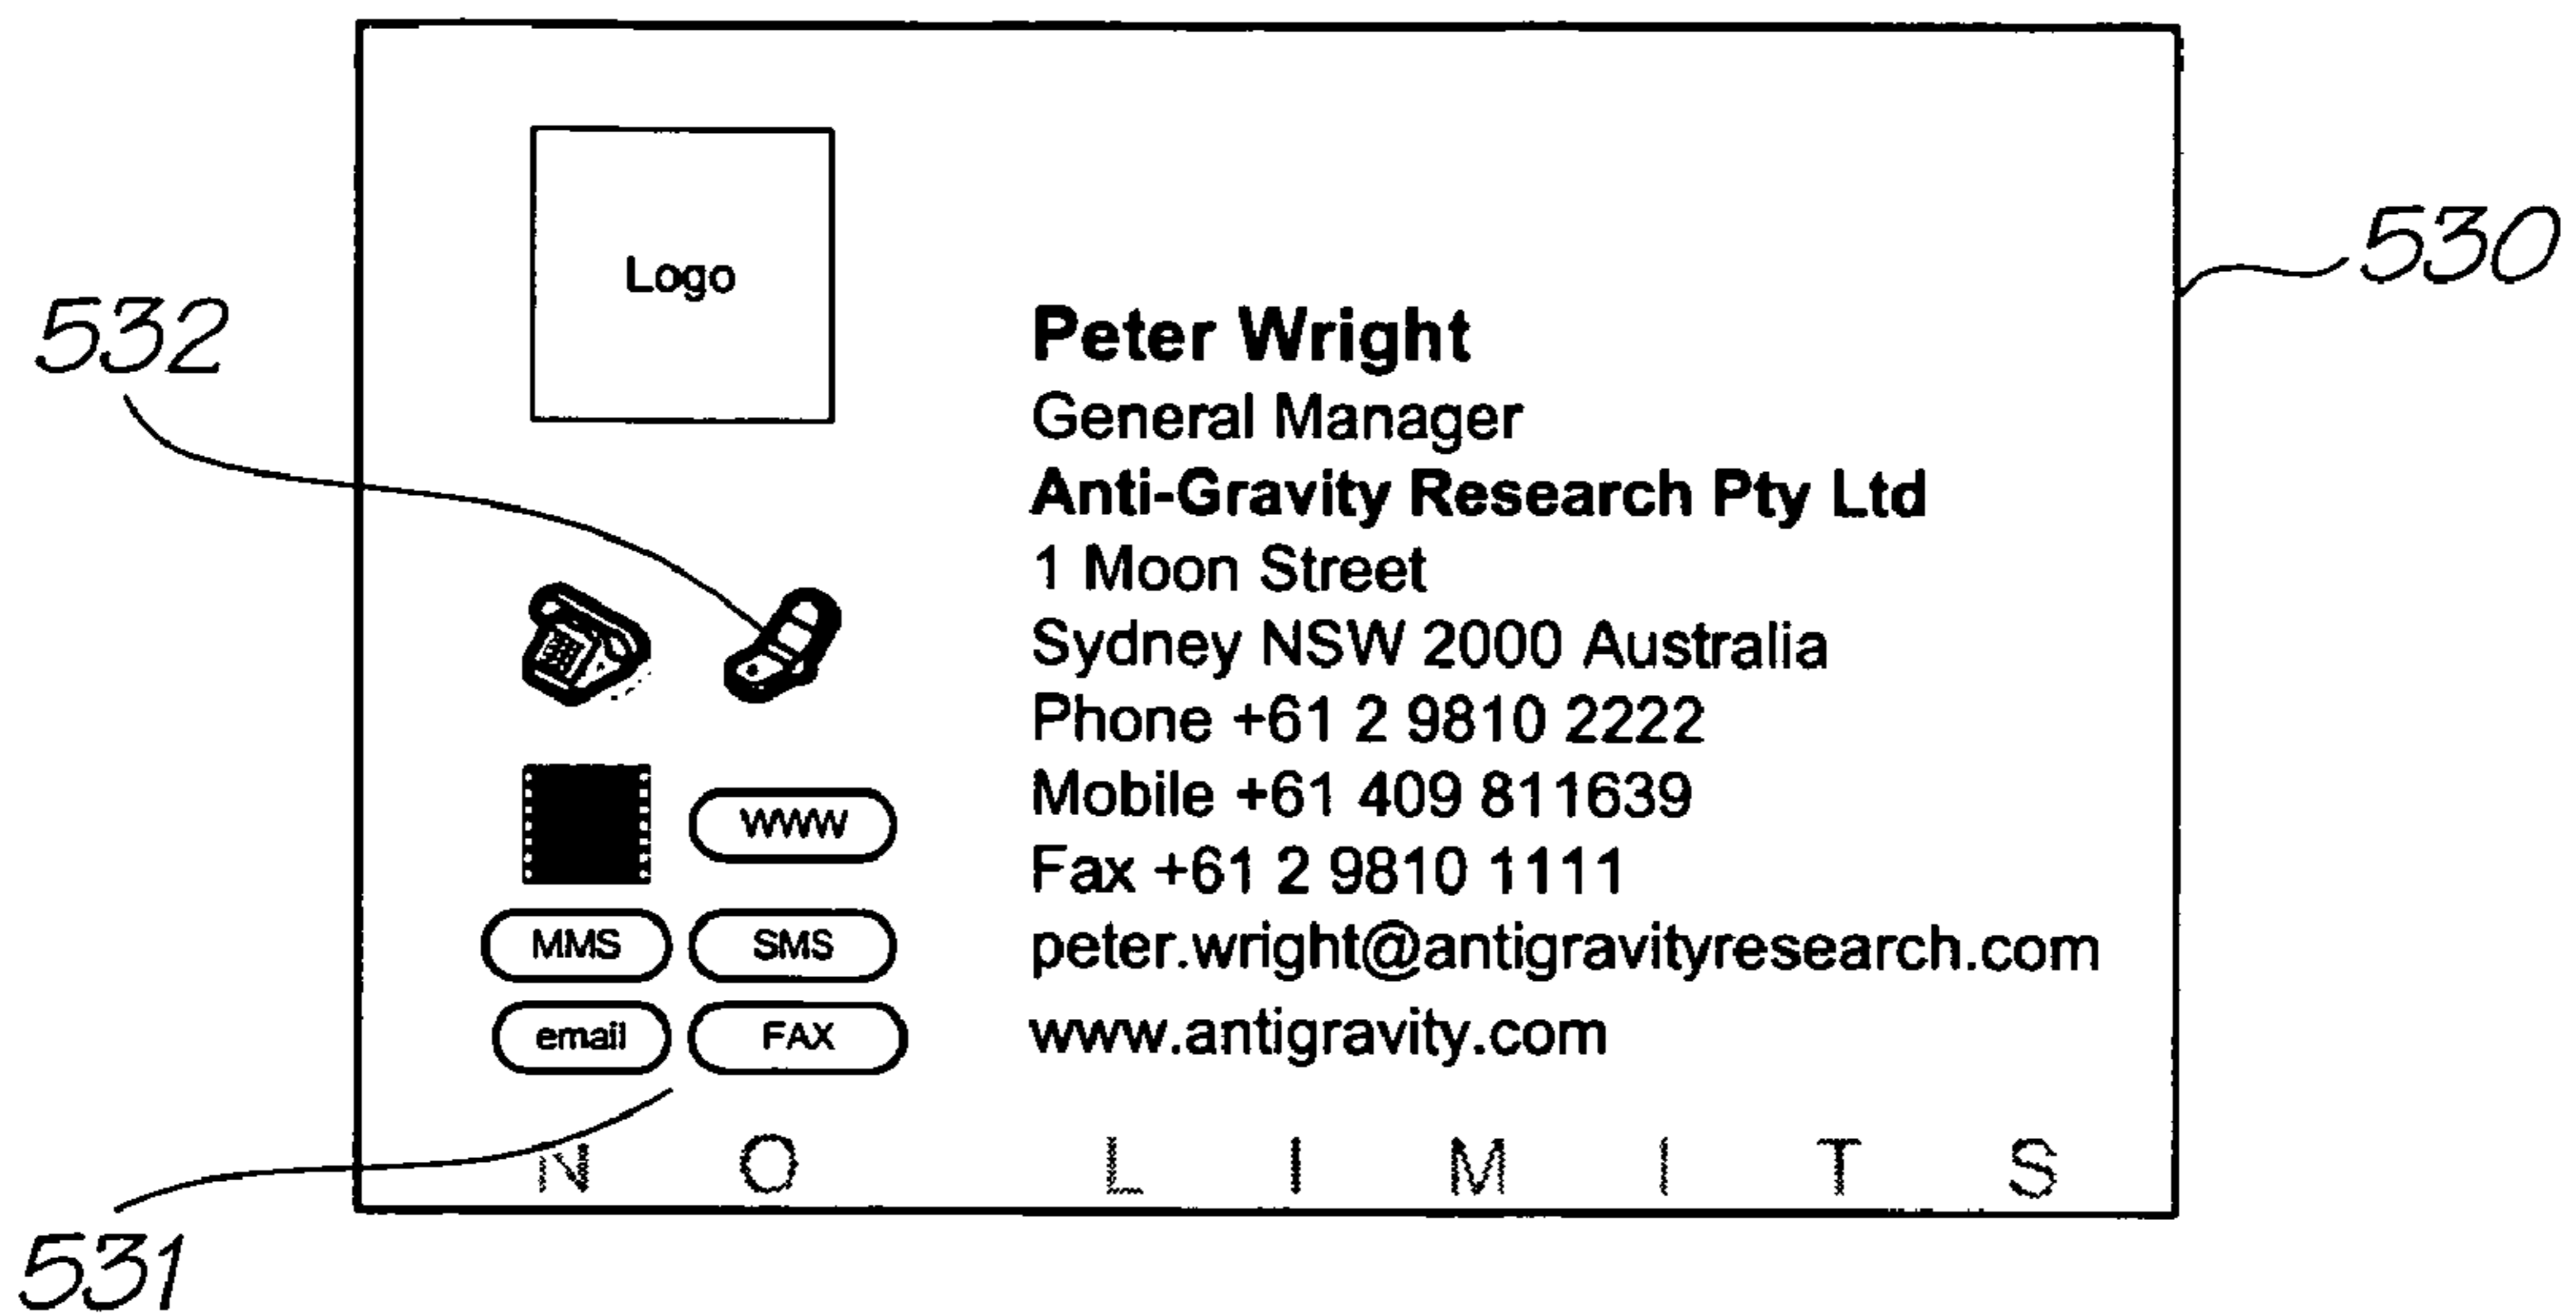 530
Logo
532
Peter Wright
General Manager
Anti-Gravity Research Pty Ltd
1 Moon Street
Sydney NSW 2000 Australia
Phone +61 2 9810 2222
Mobile +61 409 811639
Fax +61 2 9810 1111
peter.wright@antigravityresearch.com
www.antigravity.com
WWW
MMS SMS
email FAX
NO LIMITS
531